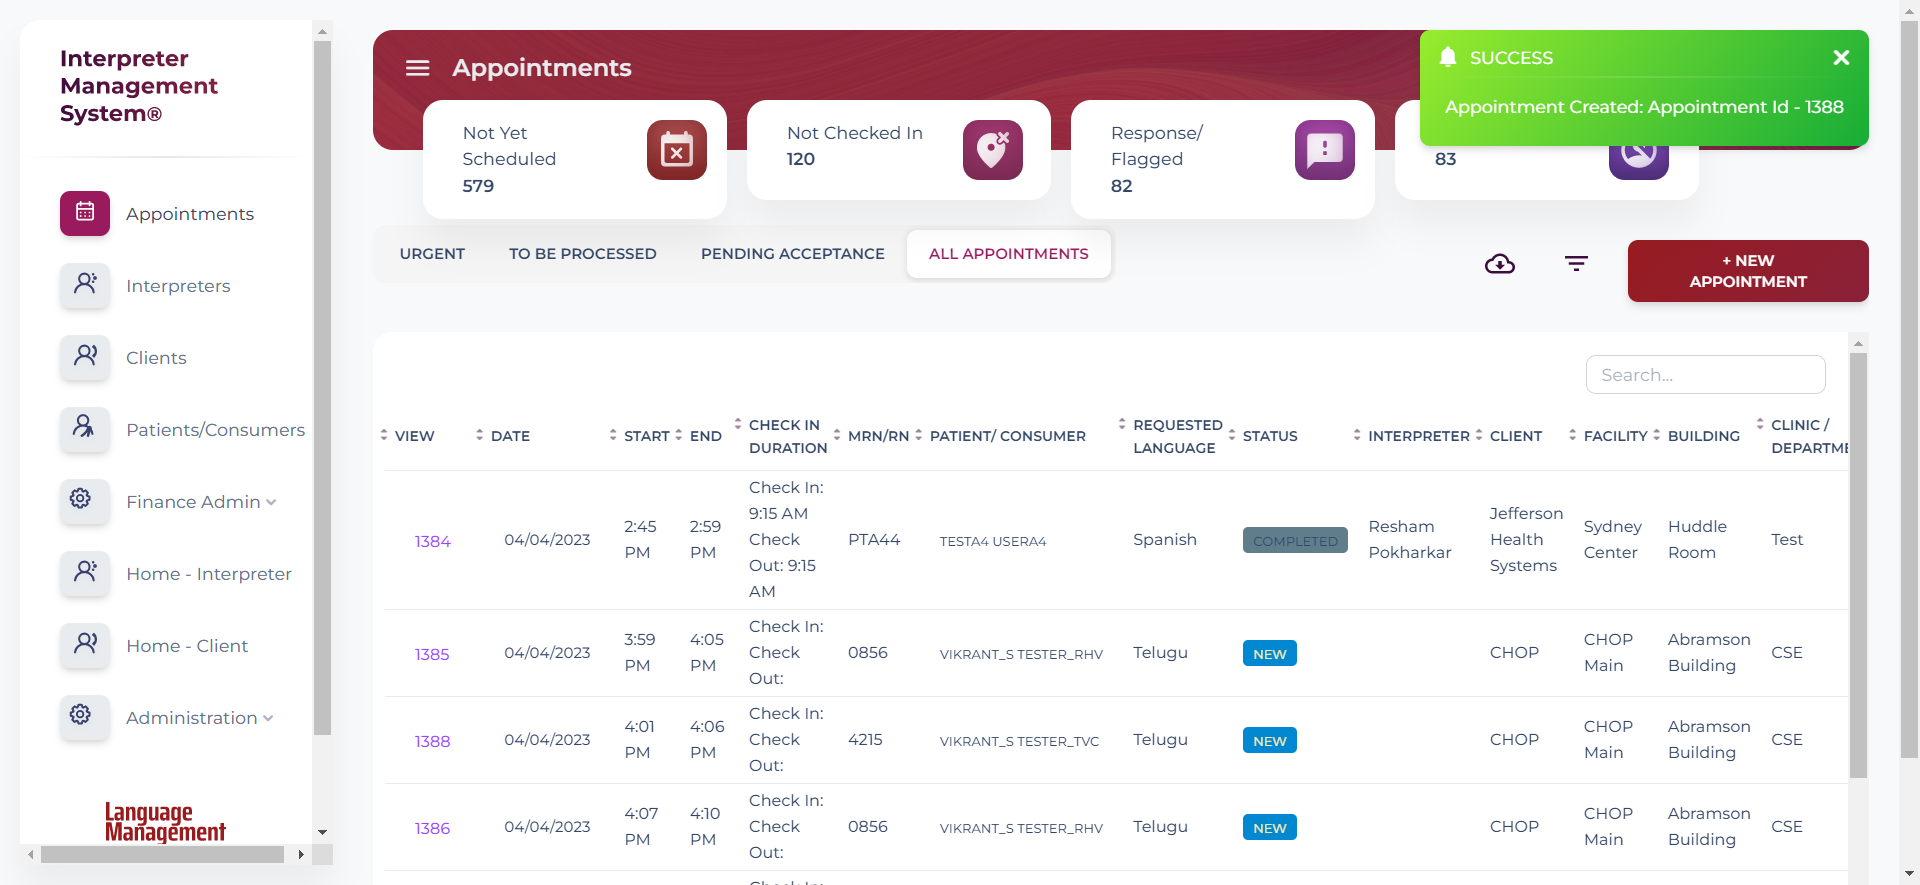 Interpreter
Management
System®
Appointments
Interpreters
Clients
Patients/Consumers
Finance Admin
Home - Interpreter
Home - Client
Administration
Language
Management
Appointments
SUCCESS
Appointment Created: Appointment Id - 1388
Not Yet
Scheduled
579
Not Checked In
120
Response/
Flagged
82
83
URGENT
TO BE PROCESSED
PENDING ACCEPTANCE
ALL APPOINTMENTS
+ NEW
APPOINTMENT
Search...
VIEW DATE START END CHECK IN DURATION MRN/RN PATIENT/ CONSUMER REQUESTED LANGUAGE STATUS INTERPRETER CLIENT FACILITY BUILDING CLINIC /
1384 04/04/2023 2:45 PM 2:59 PM Check In: 9:15 AM Check Out: 9:15 AM PTA44 TESTA4 USERA4 Spanish COMPLETED Resham Pokharkar Jefferson Health Systems Sydney Center Huddle Room Test
1385 04/04/2023 3:59 PM 4:05 PM Check In: Check Out: 0856 VIKRANT_S TESTER_RHV Telugu NEW CHOP CHOP Main Abramson Building CSE
1388 04/04/2023 4:01 PM 4:06 PM Check In: Check Out: 4215 VIKRANT_S TESTER_TVC Telugu NEW CHOP CHOP Main Abramson Building CSE
1386 04/04/2023 4:07 PM 4:10 PM Check In: Check Out: 0856 VIKRANT_S TESTER_RHV Telugu NEW CHOP CHOP Main Abramson Building CSE